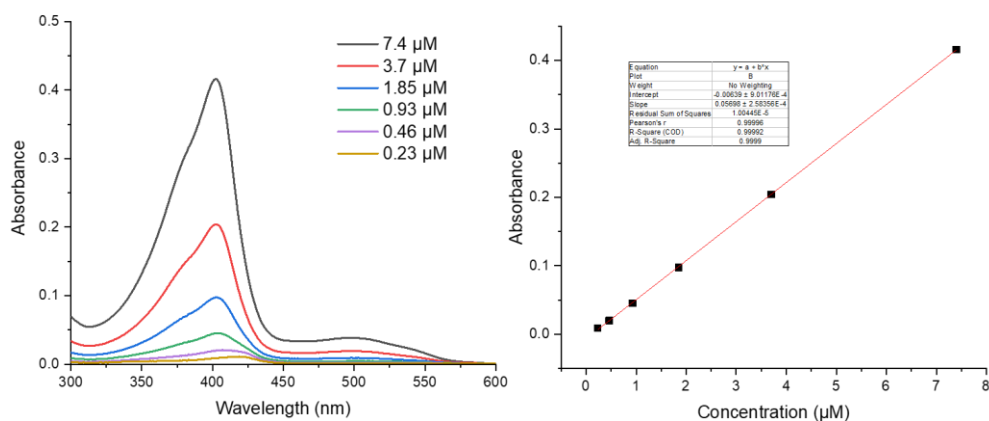 0.5
0.4
0.3
0.2
0.1
0.0
Absorbance
300
350
400
450
500
550
600
Wavelength (nm)
7.4 µM
3.7 µM
1.85 µM
0.93 µM
0.46 µM
0.23 µM
0.4
0.3
0.2
0.1
0.0
Absorbance
0
1
2
3
4
5
6
7
8
Concentration (µM)
Equation y = a + b*x
Plot B
Weight No Weighting
Intercept -0.00639 ± 9.01176E-4
Slope 0.05698 ± 2.58356E-4
Residual Sum of Squares 1.00445E-5
Pearson's r 0.99996
R-Square (COD) 0.99992
Adj. R-Square 0.9999